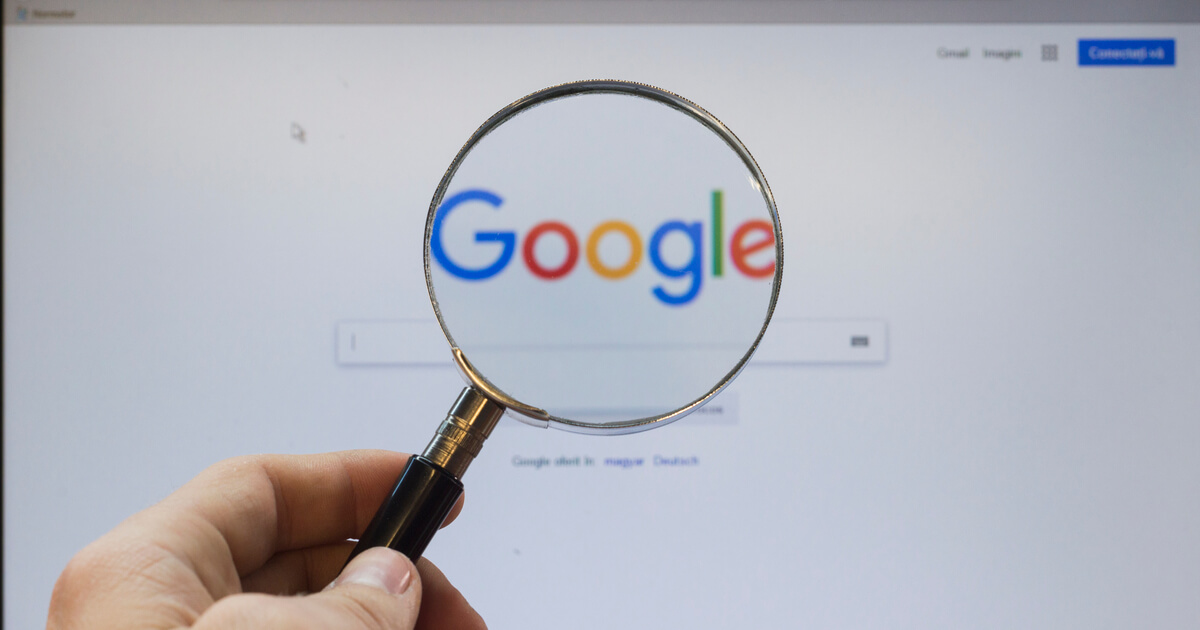 Gmail Imagini Conectați-vă
Google
Google oferit în: magyar Deutsch